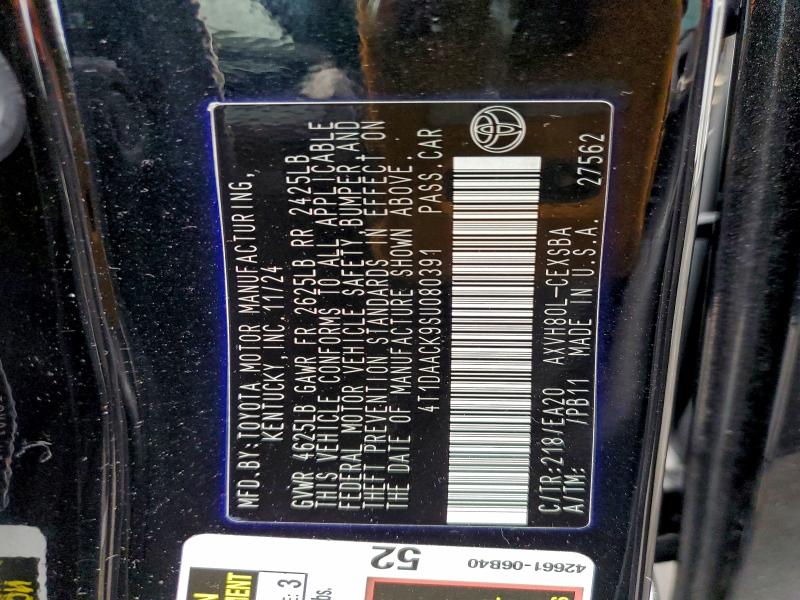 MFD. BY TOYOTA MOTOR MANUFACTURING,
KENTUCKY, INC. 11/24
GVWR 4625LB GAWR FR 2625LB RR 2425LB
THIS VEHICLE CONFORMS TO ALL APPLICABLE
FEDERAL MOTOR VEHICLE SAFETY BUMPER AND
THEFT PREVENTION STANDARDS IN EFFECT ON
THE DATE OF MANUFACTURE SHOWN ABOVE.
4T1DAACK9SU080391 PASS CAR
C/TR:218/EA20 AXVH80L-CEXSBA
A/TM: /PB11 MADE IN U.S.A. 27562
52
42661-06B40
3